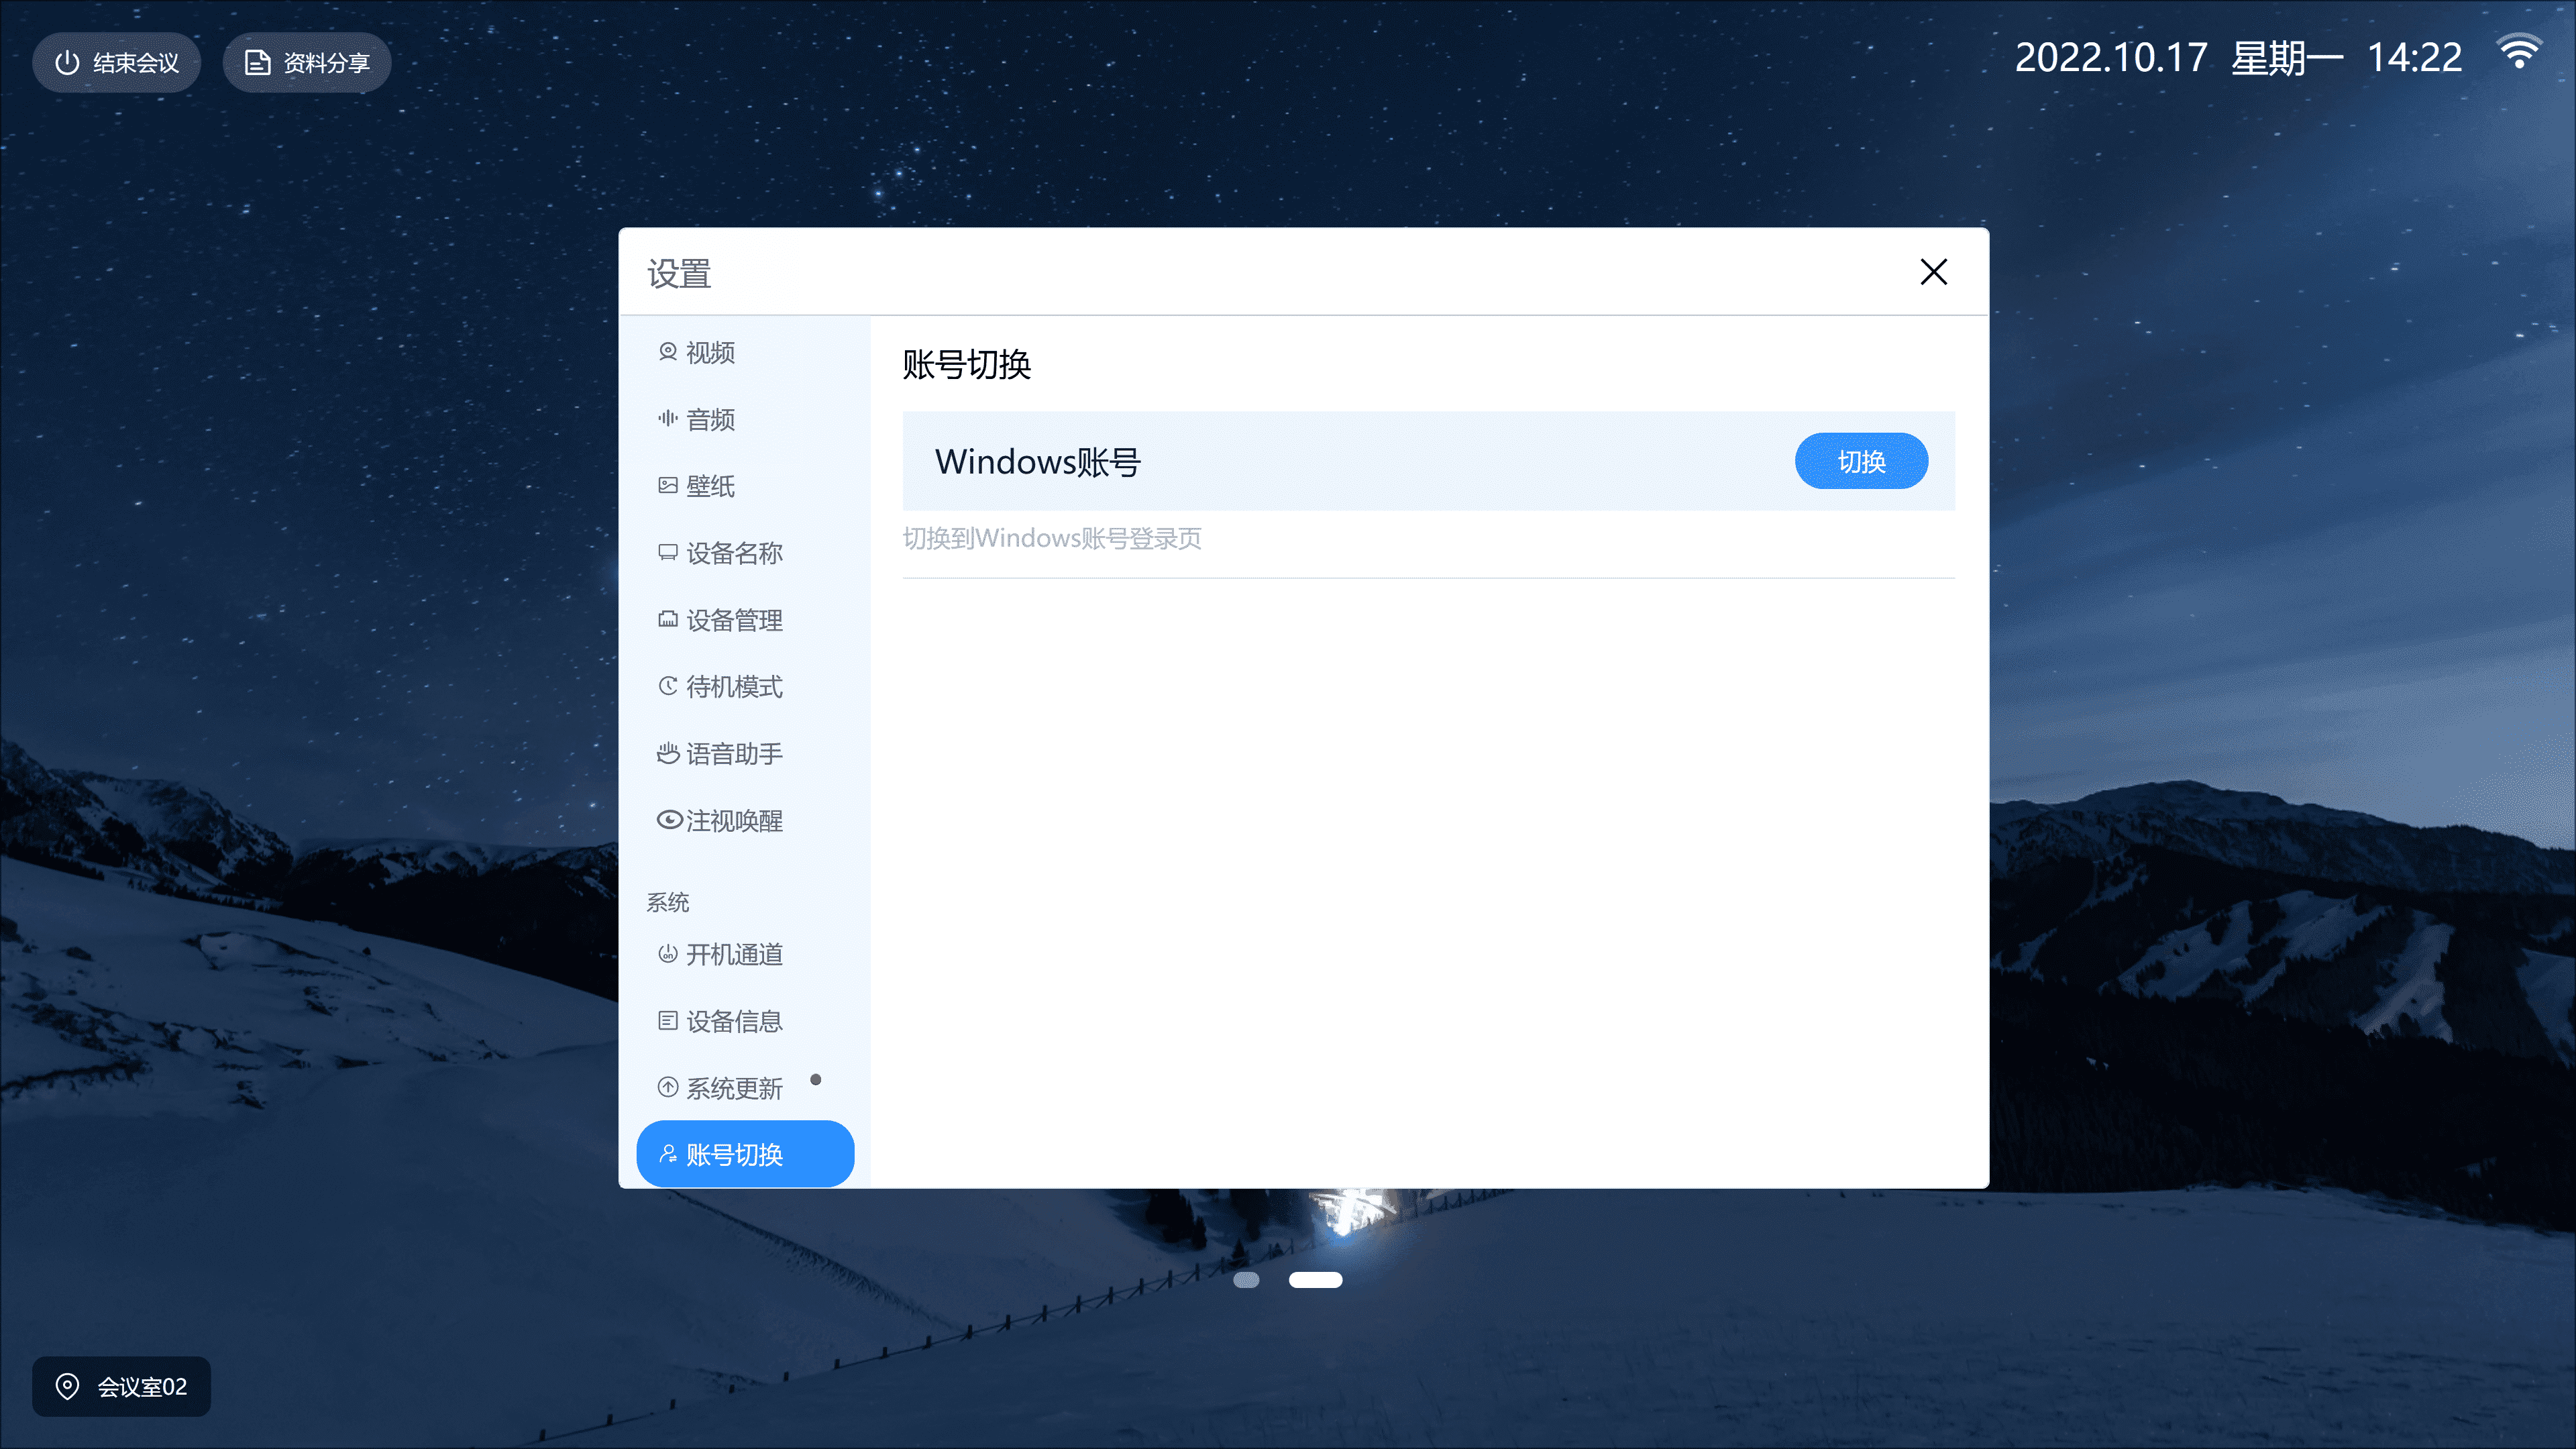 结束会议
资料分享
2022.10.17 星期一 14:22
设置
视频
音频
壁纸
设备名称
设备管理
待机模式
语音助手
注视唤醒
系统
开机通道
on
设备信息
系统更新
账号切换
账号切换
Windows账号
切换
切换到Windows账号登录页
会议室02